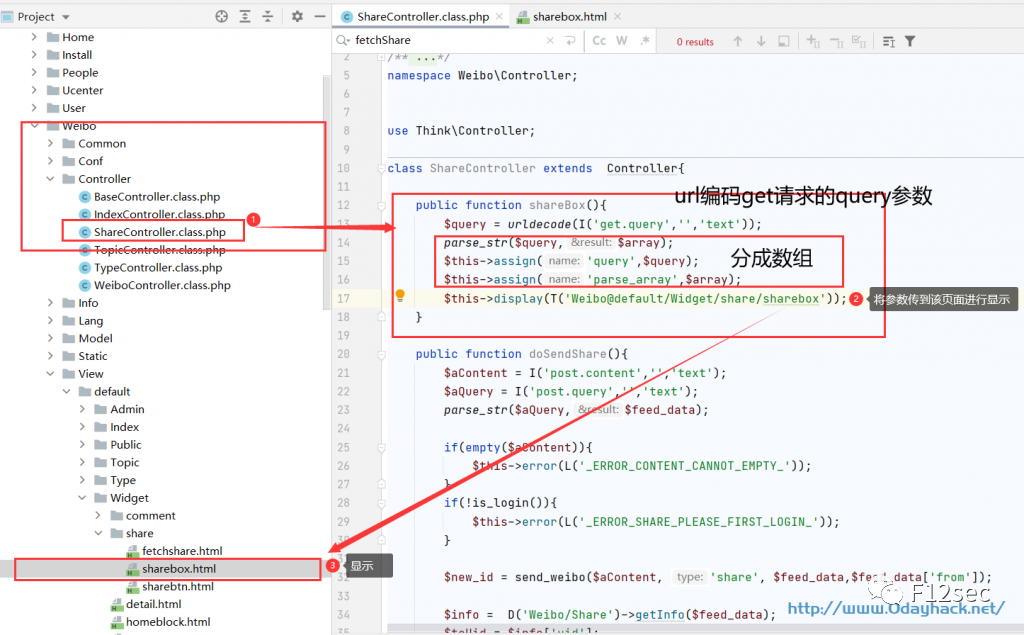 Project
ShareController.class.php
sharebox.html
fetchShare
Cc W .*
0 results
Home
Install
People
Ucenter
User
Weibo
Common
Conf
Controller
BaseController.class.php
IndexController.class.php
ShareController.class.php
TopicController.class.php
TypeController.class.php
WeiboController.class.php
Info
Lang
Model
Static
View
default
Admin
Index
Public
Topic
Type
Widget
comment
share
fetchshare.html
sharebox.html
sharebtn.html
detail.html
homeblock.html
1
2 /** ...*/
5 namespace Weibo\Controller;
6
7
8 use Think\Controller;
9
10 class ShareController extends Controller{
11
url编码get请求的query参数
12 public function shareBox(){
13 $query = urldecode(I('get.query','','text'));
14 parse_str($query, &result: $array);
分成数组
15 $this->assign( name: 'query',$query);
16 $this->assign( name: 'parse_array',$array);
17 $this->display(T('Weibo@default/Widget/share/sharebox'));
2 将参数传到该页面进行显示
18 }
19
20 public function doSendShare(){
21 $aContent = I('post.content','','text');
22 $aQuery = I('post.query','','text');
23 parse_str($aQuery, &result: $feed_data);
24
25 if(empty($aContent)){
26 $this->error(L('_ERROR_CONTENT_CANNOT_EMPTY_'));
27 }
28 if(!is_login()){
29 $this->error(L('_ERROR_SHARE_PLEASE_FIRST_LOGIN_'));
30 }
3 显示
32 $new_id = send_weibo($aContent, type: 'share', $feed_data,$feed_data['from']);
33
F12sec
http://www.0dayhack.net/
34 $info = D('Weibo/Share')->getInfo($feed_data);
35 $toUid = $info['uid'];